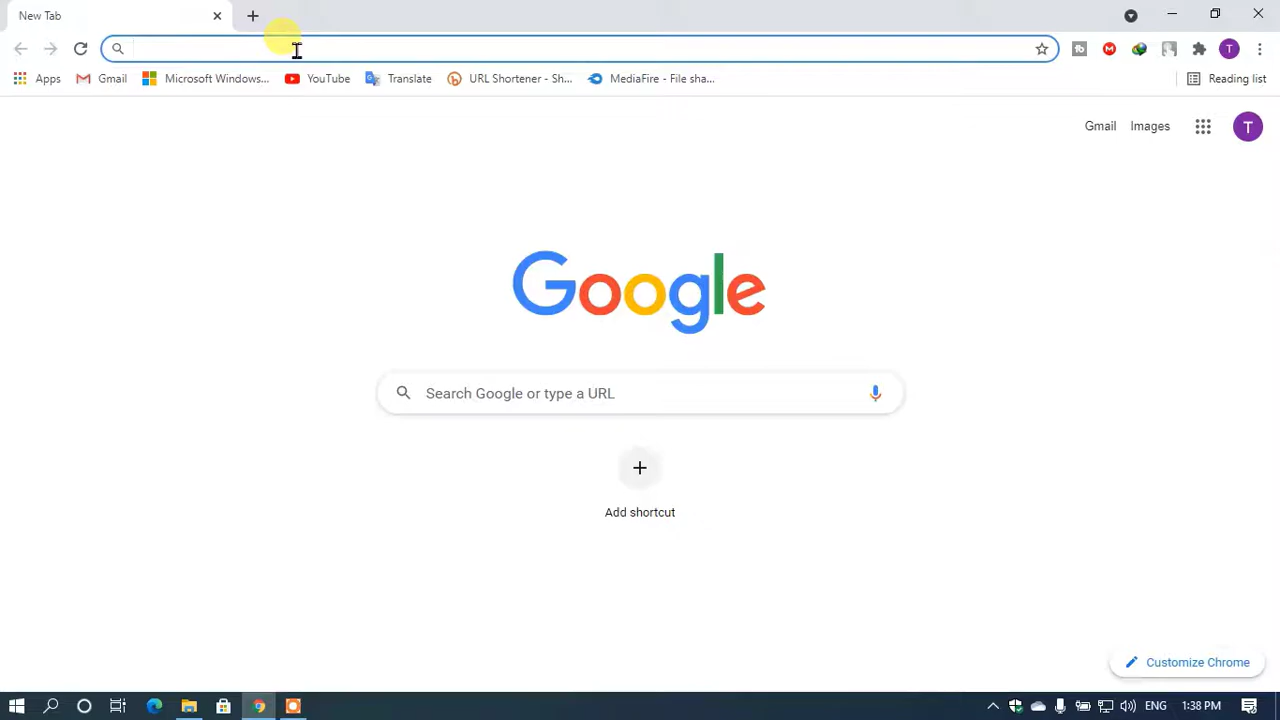 New Tab
Apps Gmail Microsoft Windows... YouTube Translate URL Shortener - Sh... MediaFire - File sha... Reading list
Gmail Images T
Google
Search Google or type a URL
Add shortcut
Customize Chrome
ENG 1:38 PM